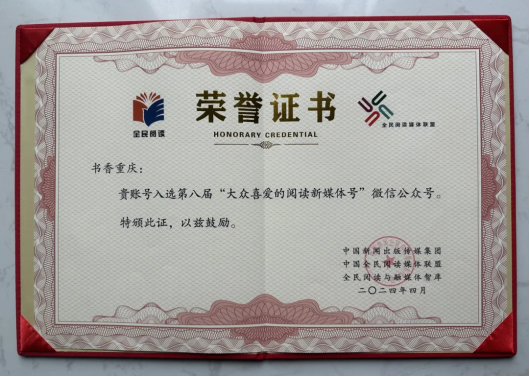 全民阅读
荣誉证书
HONORARY CREDENTIAL
全民阅读媒体联盟
书香重庆：
贵账号入选第八届“大众喜爱的阅读新媒体号”微信公众号。
特颁此证，以兹鼓励。
中国新闻出版传媒集团
中国全民阅读媒体联盟
全民阅读与融媒体智库
二〇二四年四月